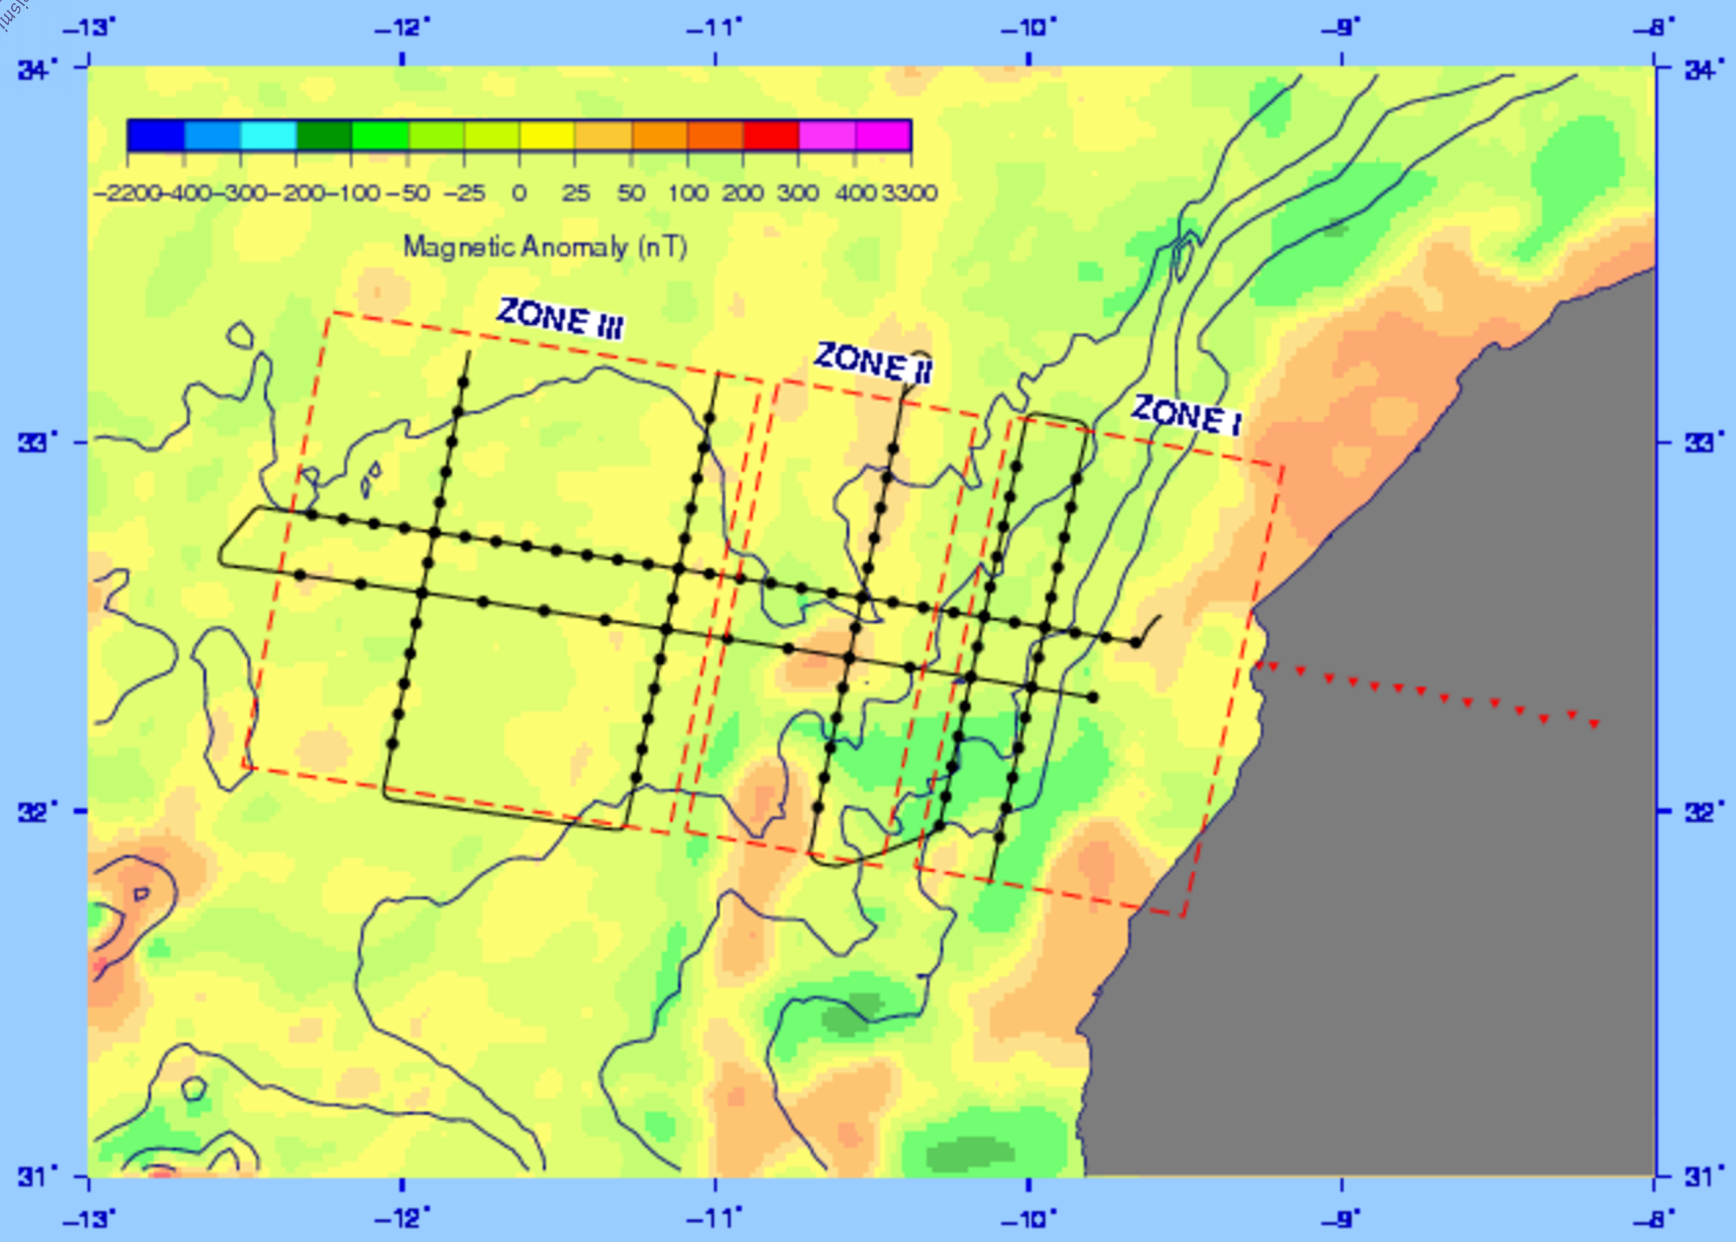 −13° −12° −11° −10° −9° −8°
34° 34°
−2200 −400 −300 −200 −100 −50 −25 0 25 50 100 200 300 400 3300
Magnetic Anomaly (nT)
ZONE III
ZONE II
ZONE I
33° 33°
32° 32°
31° 31°
−13° −12° −11° −10° −9° −8°